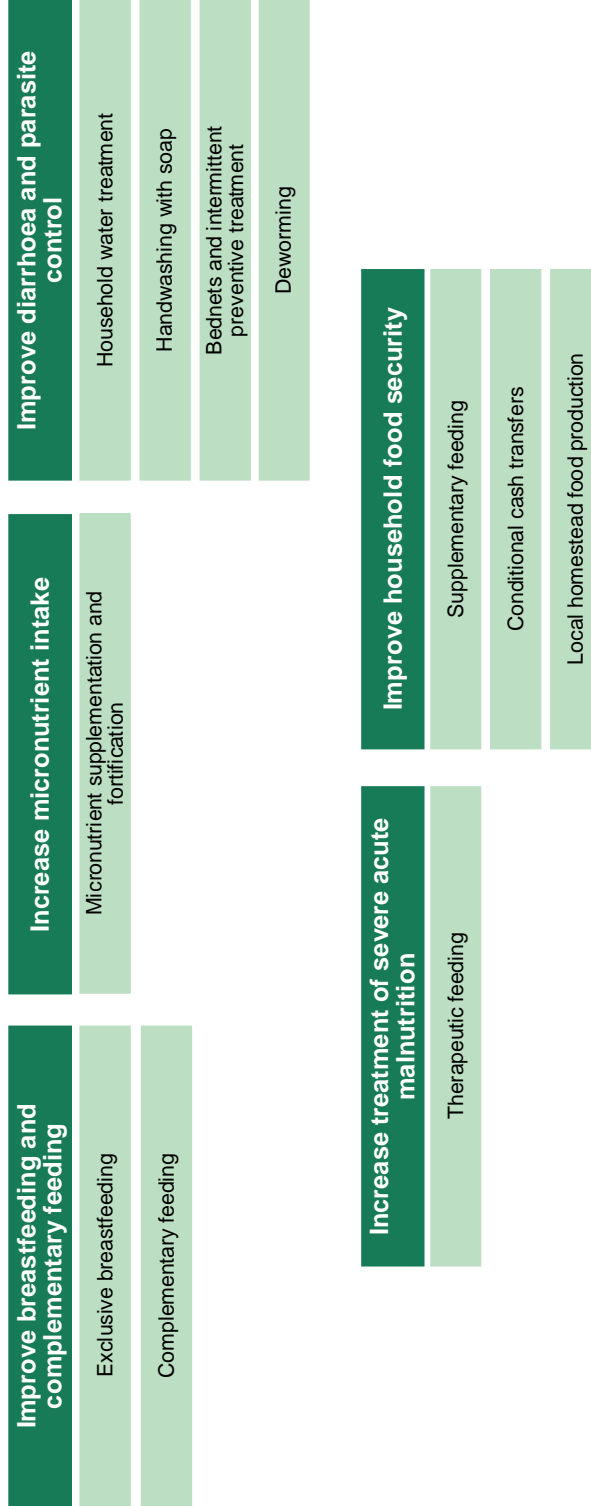 Improve breastfeeding and
complementary feeding
Exclusive breastfeeding
Complementary feeding
Increase micronutrient intake
Micronutrient supplementation and
fortification
Improve diarrhoea and parasite
control
Household water treatment
Handwashing with soap
Bednets and intermittent
preventive treatment
Deworming
Increase treatment of severe acute
malnutrition
Therapeutic feeding
Improve household food security
Supplementary feeding
Conditional cash transfers
Local homestead food production